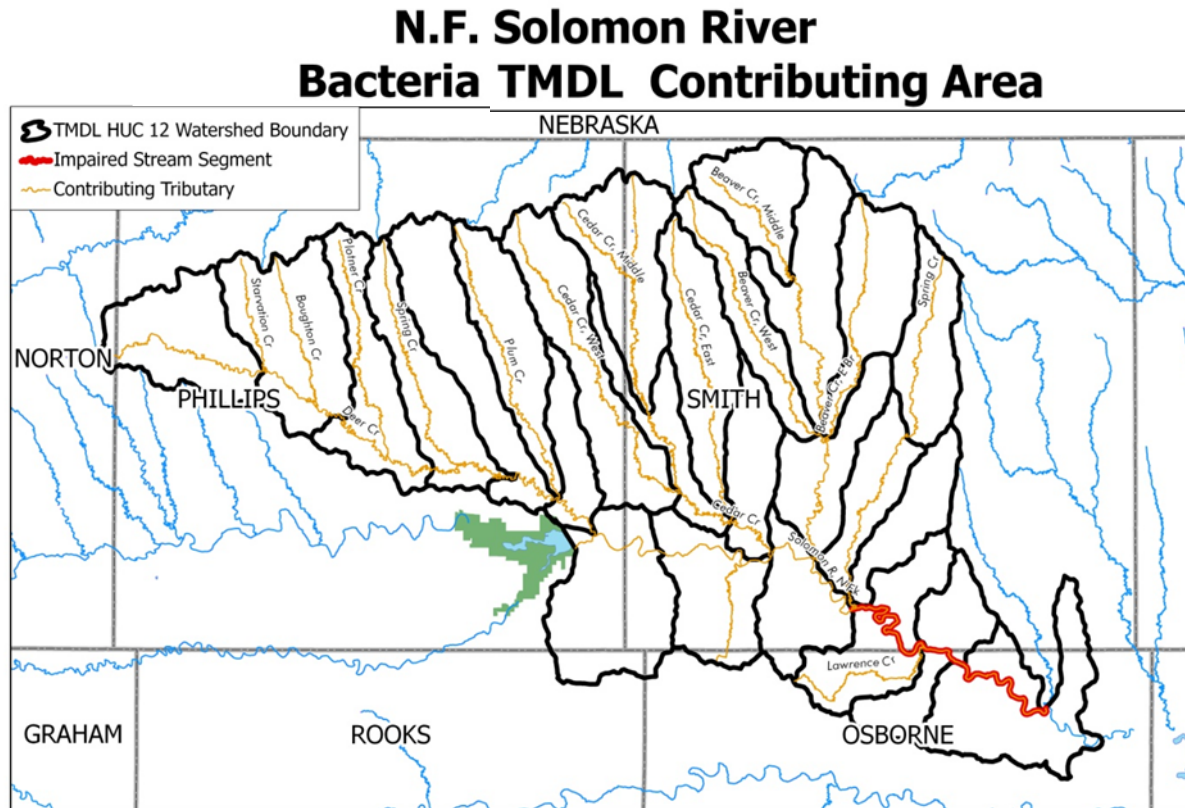 N.F. Solomon River
Bacteria TMDL Contributing Area
TMDL HUC 12 Watershed Boundary
Impaired Stream Segment
Contributing Tributary
NEBRASKA
Beaver Cr, Middle
Cedar Cr, Middle
Plotner Cr
Starvation Cr
Boughton Cr
Spring Cr
Spring Cr
Beaver Cr, West
Cedar Cr, West
Cedar Cr, East
Plum Cr
NORTON
PHILLIPS
SMITH
Beaver Cr, E Br
Deer Cr
Cedar Cr
Solomon R, N Fk
Lawrence Cr
GRAHAM
ROOKS
OSBORNE